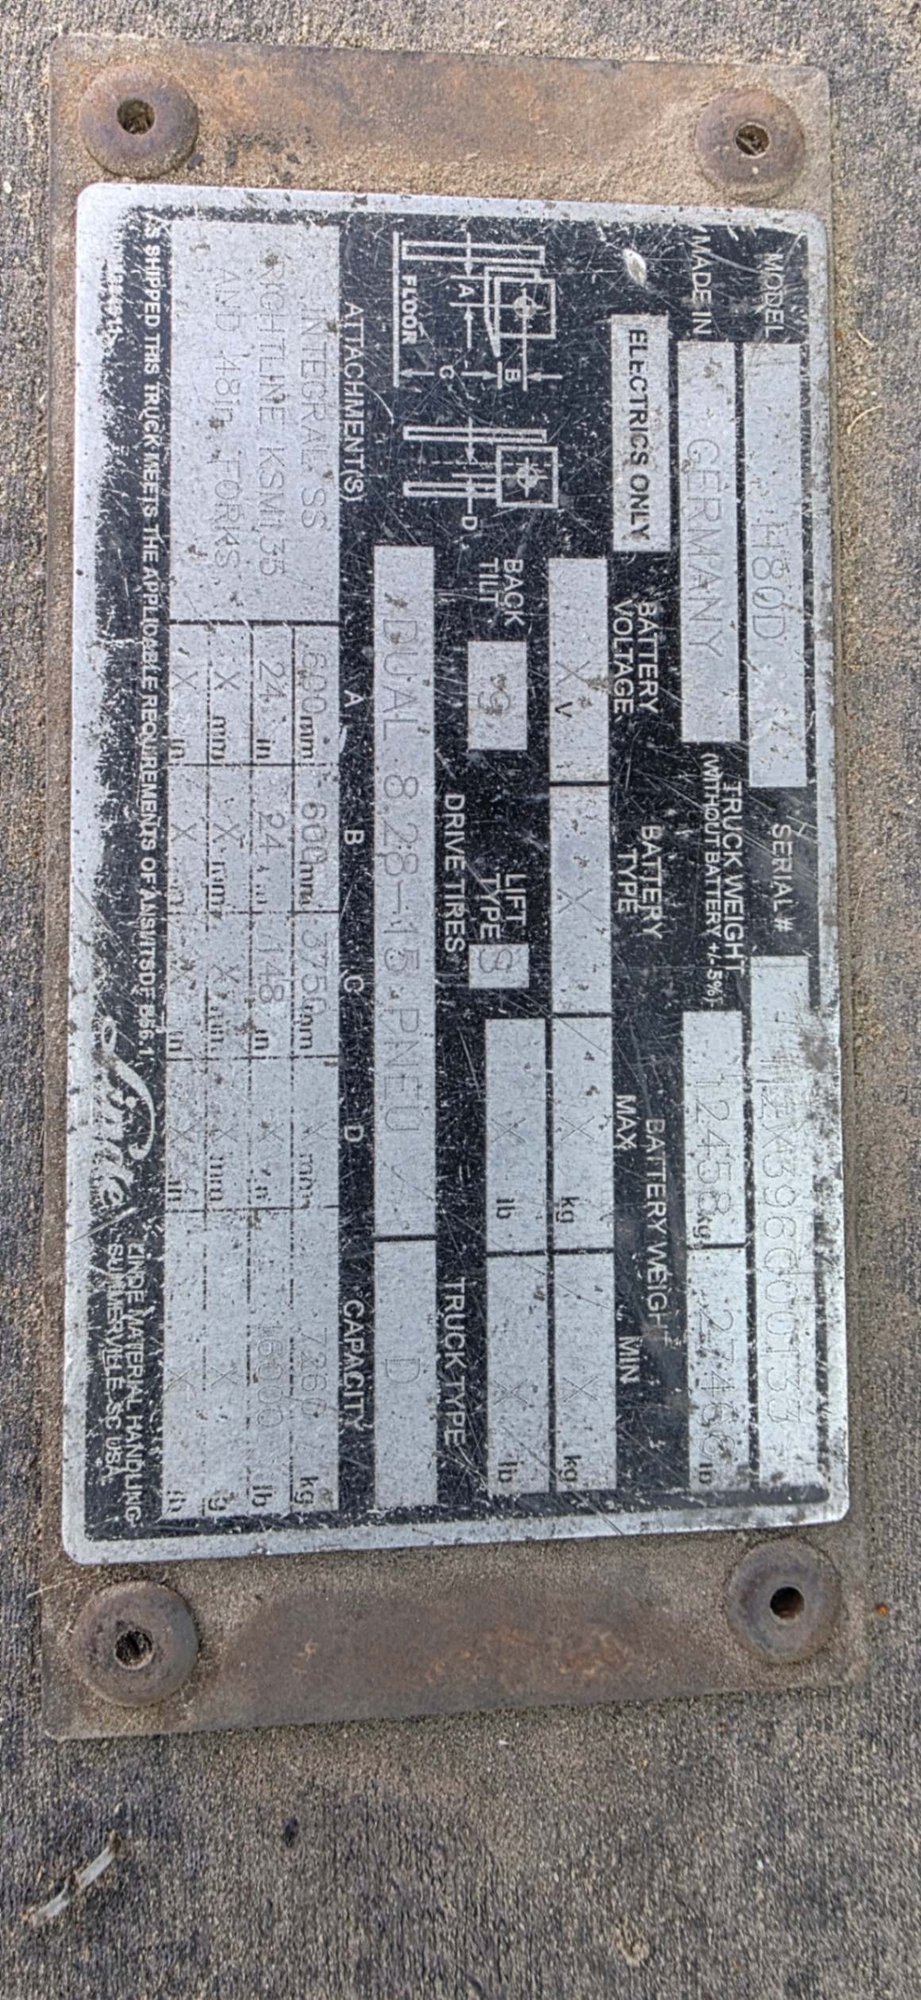 MODEL H80D SERIAL #
MADE IN GERMANY TRUCK WEIGHT (WITHOUT BATTERY +/-5%) 12458 kg lb
ELECTRICS ONLY BATTERY VOLTAGE BATTERY TYPE BATTERY WEIGHT MAX MIN
X V X X kg X kg
BACK TILT 9 LIFT TYPE S X lb X lb
A B C FLOOR D
DRIVE TIRES TRUCK TYPE
DUAL 8,28-15 PNEU D
ATTACHMENT(S) A B C D CAPACITY
INTEGRAL SS 600 mm 600 mm 3750 mm X mm 7260 kg
RIGHTLINE KSML35 24 in 24 in 148 in X in 16000 lb
AND 48in FORKS X mm X mm X mm X mm X kg
X in X in X in X in X lb
AS SHIPPED THIS TRUCK MEETS THE APPLICABLE REQUIREMENTS OF ANSI/ITSDF B56.1
Linde
LINDE MATERIAL HANDLING
SUMMERVILLE, SC USA